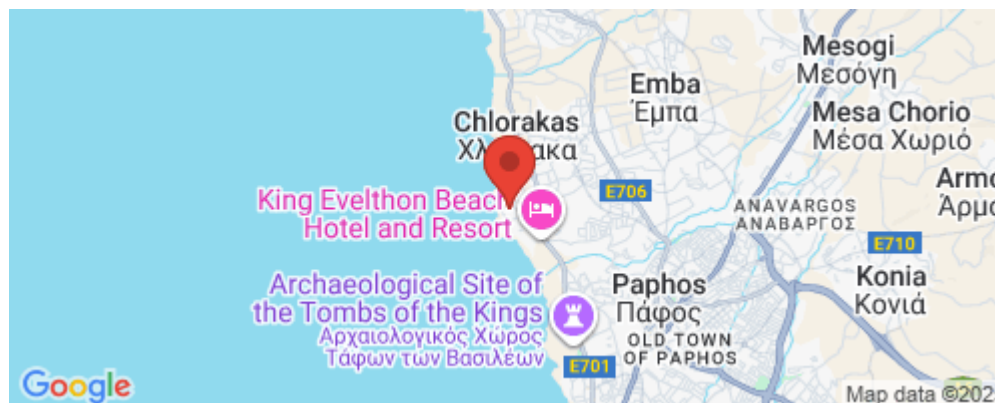 Mesogi
Μεσόγη
Emba
Έμπα
Mesa Chorio
Μέσα Χωριό
Chlorakas
King Evelthon Beach
Hotel and Resort
E706
ANAVARGOS
ΑΝΑΒΑΡΓΟΣ
E710
Konia
Κονιά
Archaeological Site of
the Tombs of the Kings
Αρχαιολογικός Χώρος
Τάφων των Βασιλέων
Paphos
Πάφος
OLD TOWN
OF PAPHOS
E701
Google
Map data